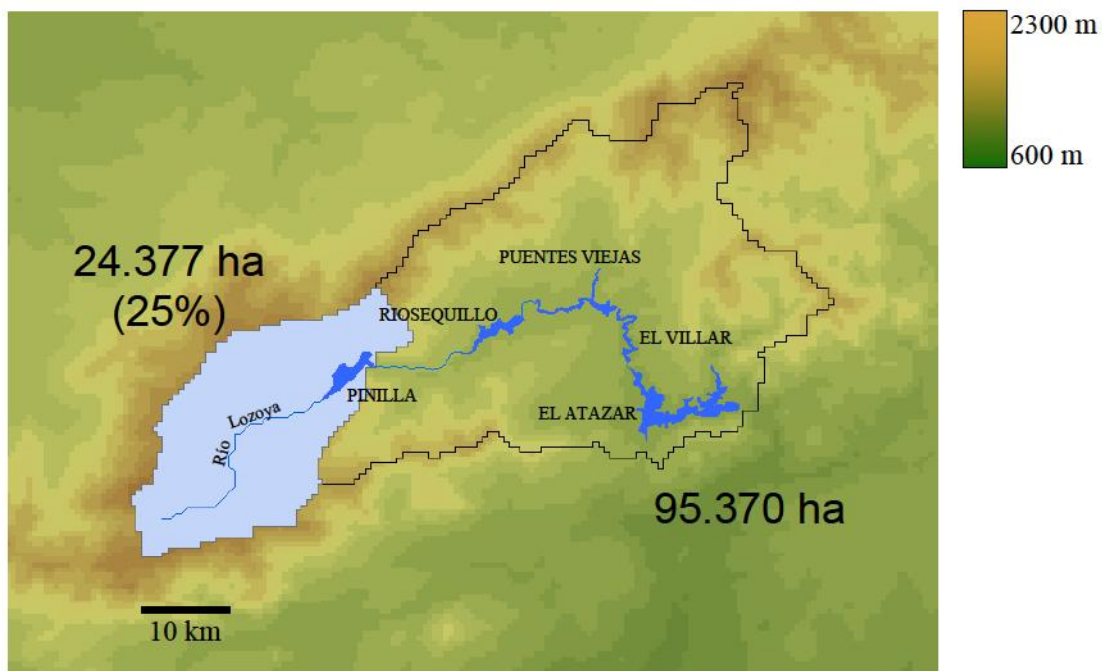 2300 m
600 m
24.377 ha
(25%)
PUENTES VIEJAS
RIOSEQUILLO
EL VILLAR
PINILLA
EL ATAZAR
Río Lozoya
95.370 ha
10 km